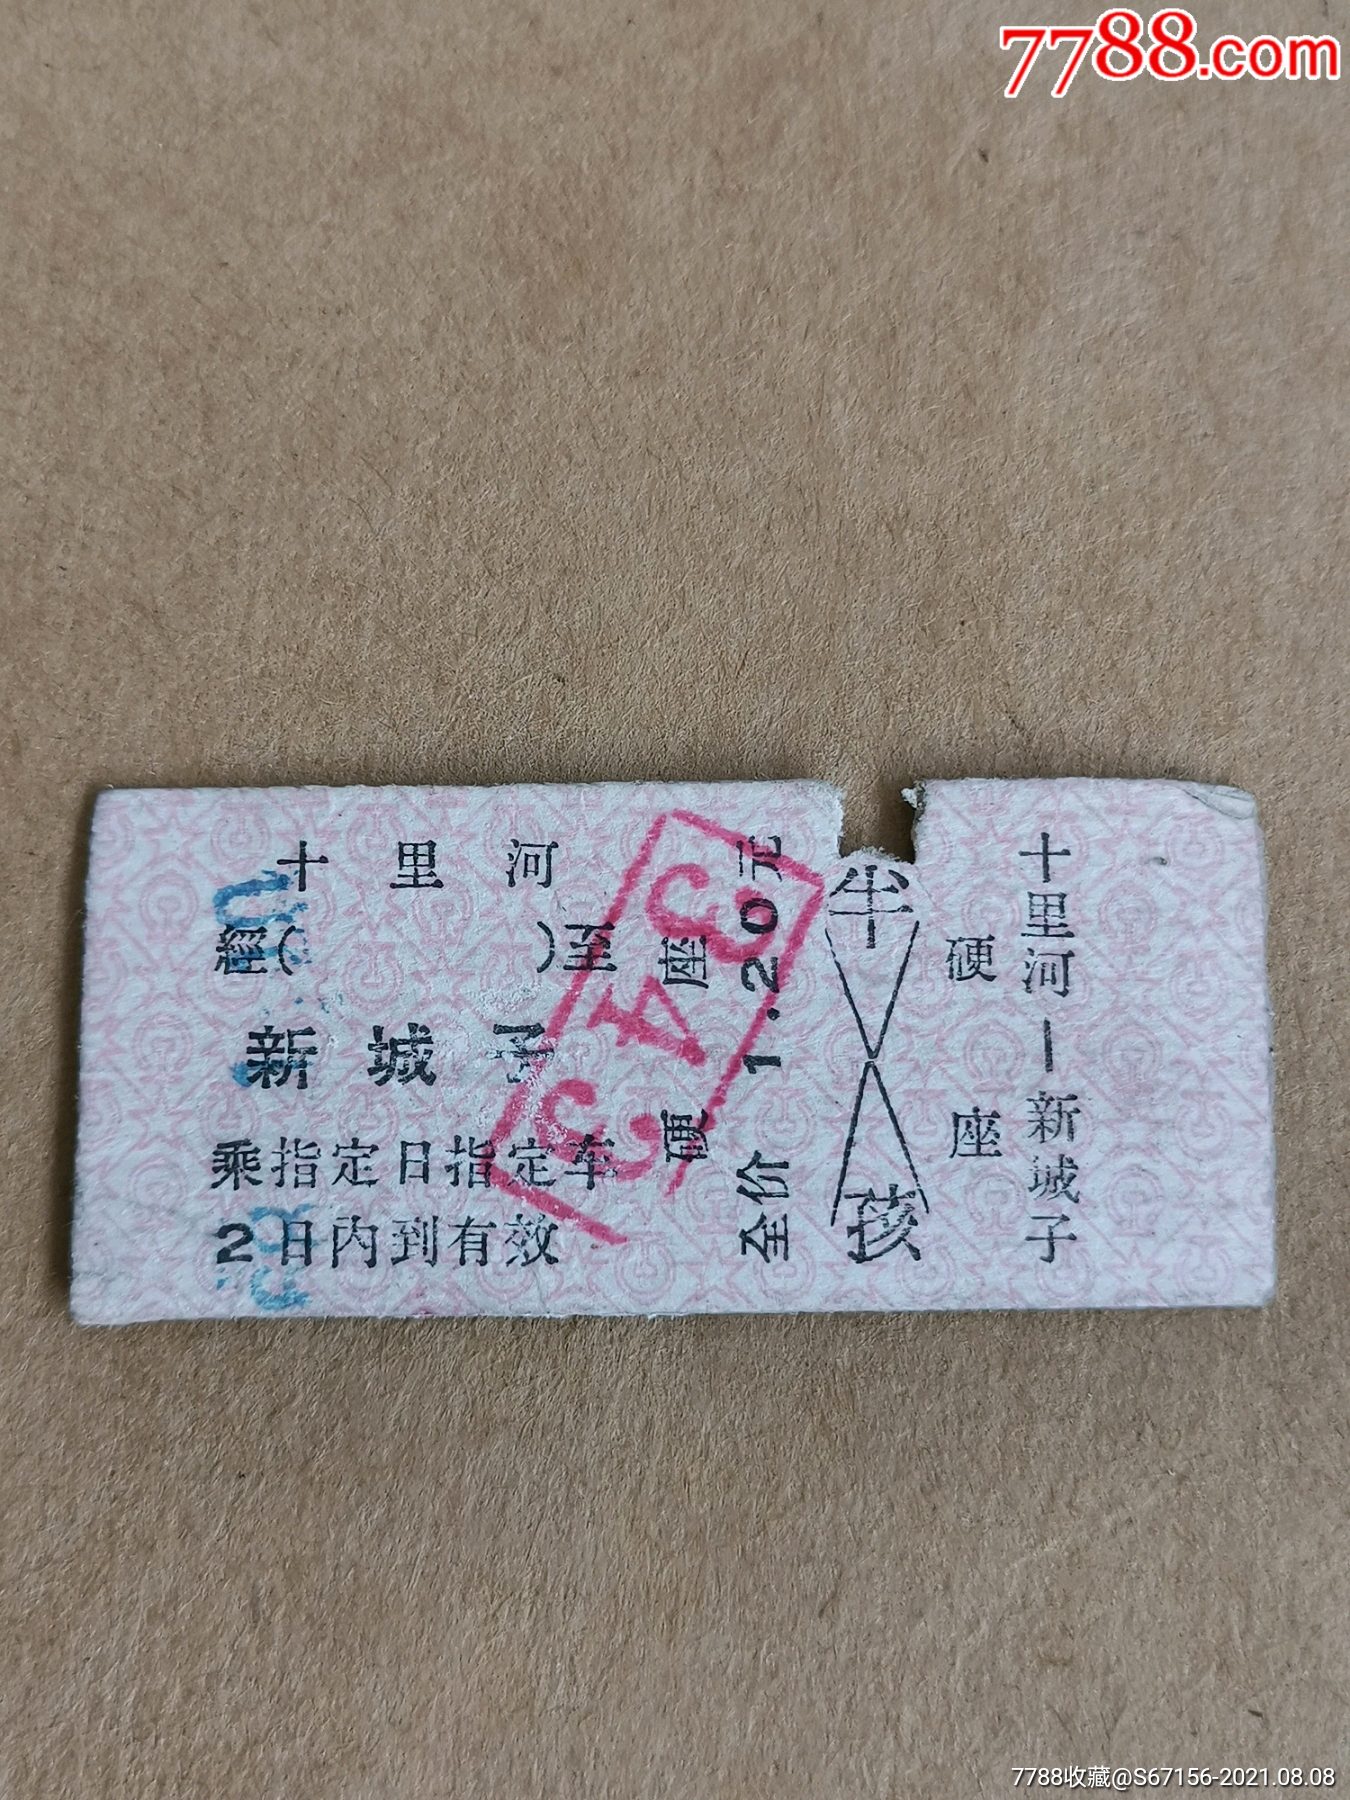 7788.com
十里河
經( )至
新城子
乘指定日指定车
2日内到有效
硬座
全价1.20元
343
半
孩
硬座
十里河—新城子
7788收藏@S67156-2021.08.08